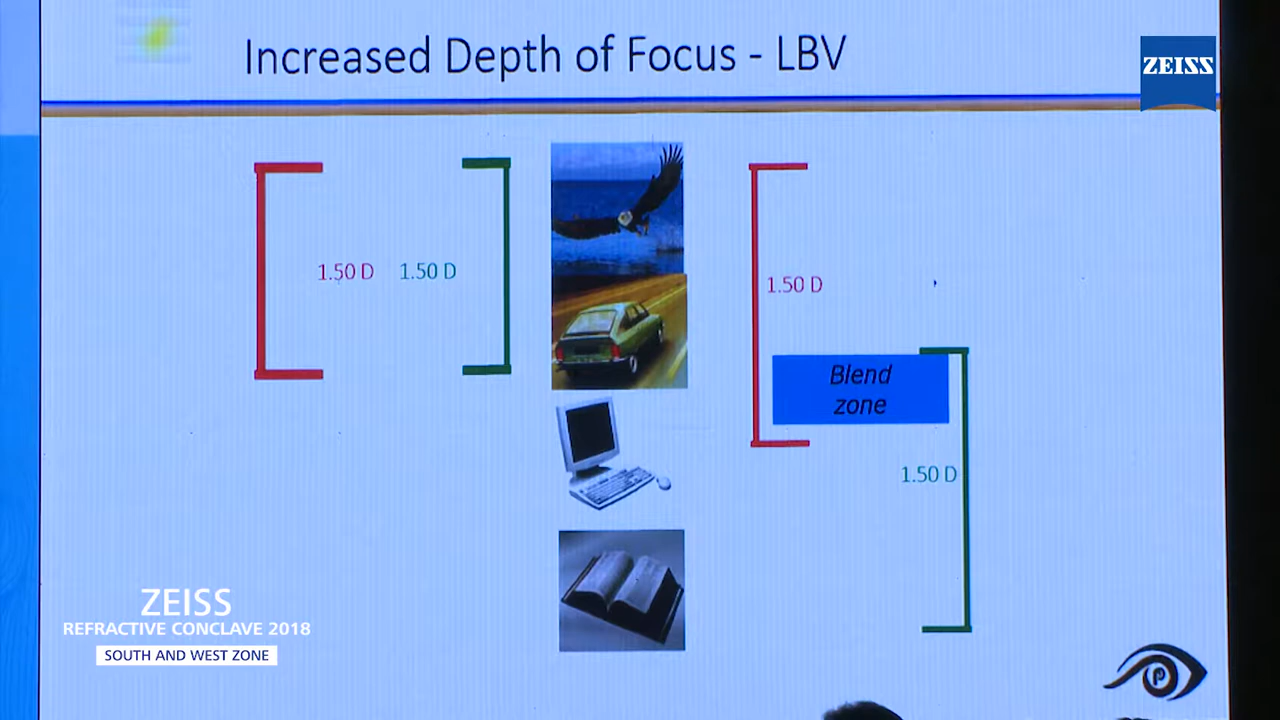 Increased Depth of Focus - LBV
ZEISS
1.50 D
1.50 D
1.50 D
Blend
zone
1.50 D
ZEISS
REFRACTIVE CONCLAVE 2018
SOUTH AND WEST ZONE
P